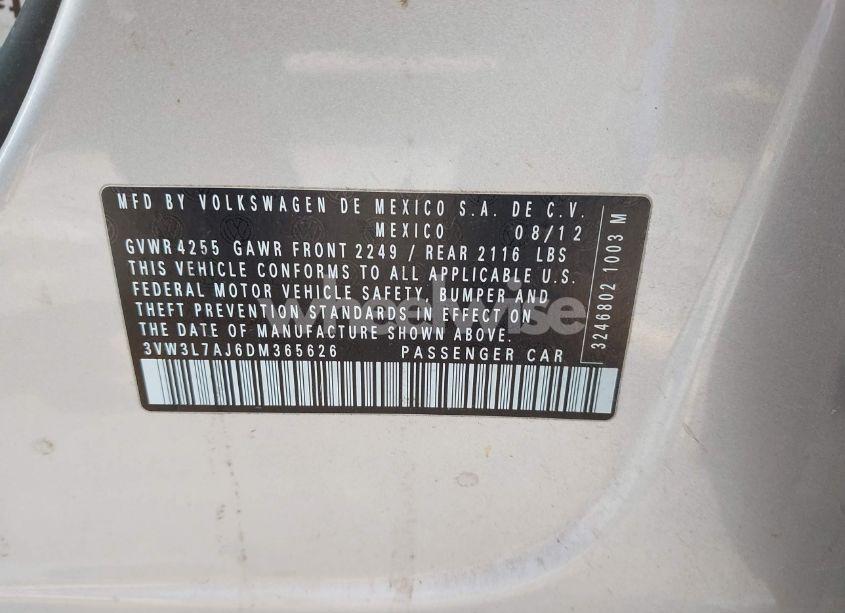 MFD BY VOLKSWAGEN DE MEXICO S.A. DE C.V.
MEXICO 08/12
GVWR 4255 GAWR FRONT 2249 / REAR 2116 LBS
THIS VEHICLE CONFORMS TO ALL APPLICABLE U.S.
FEDERAL MOTOR VEHICLE SAFETY, BUMPER AND
THEFT PREVENTION STANDARDS IN EFFECT ON
THE DATE OF MANUFACTURE SHOWN ABOVE.
3VW3L7AJ6DM365626 PASSENGER CAR
3246802 1003 M
wheelwise